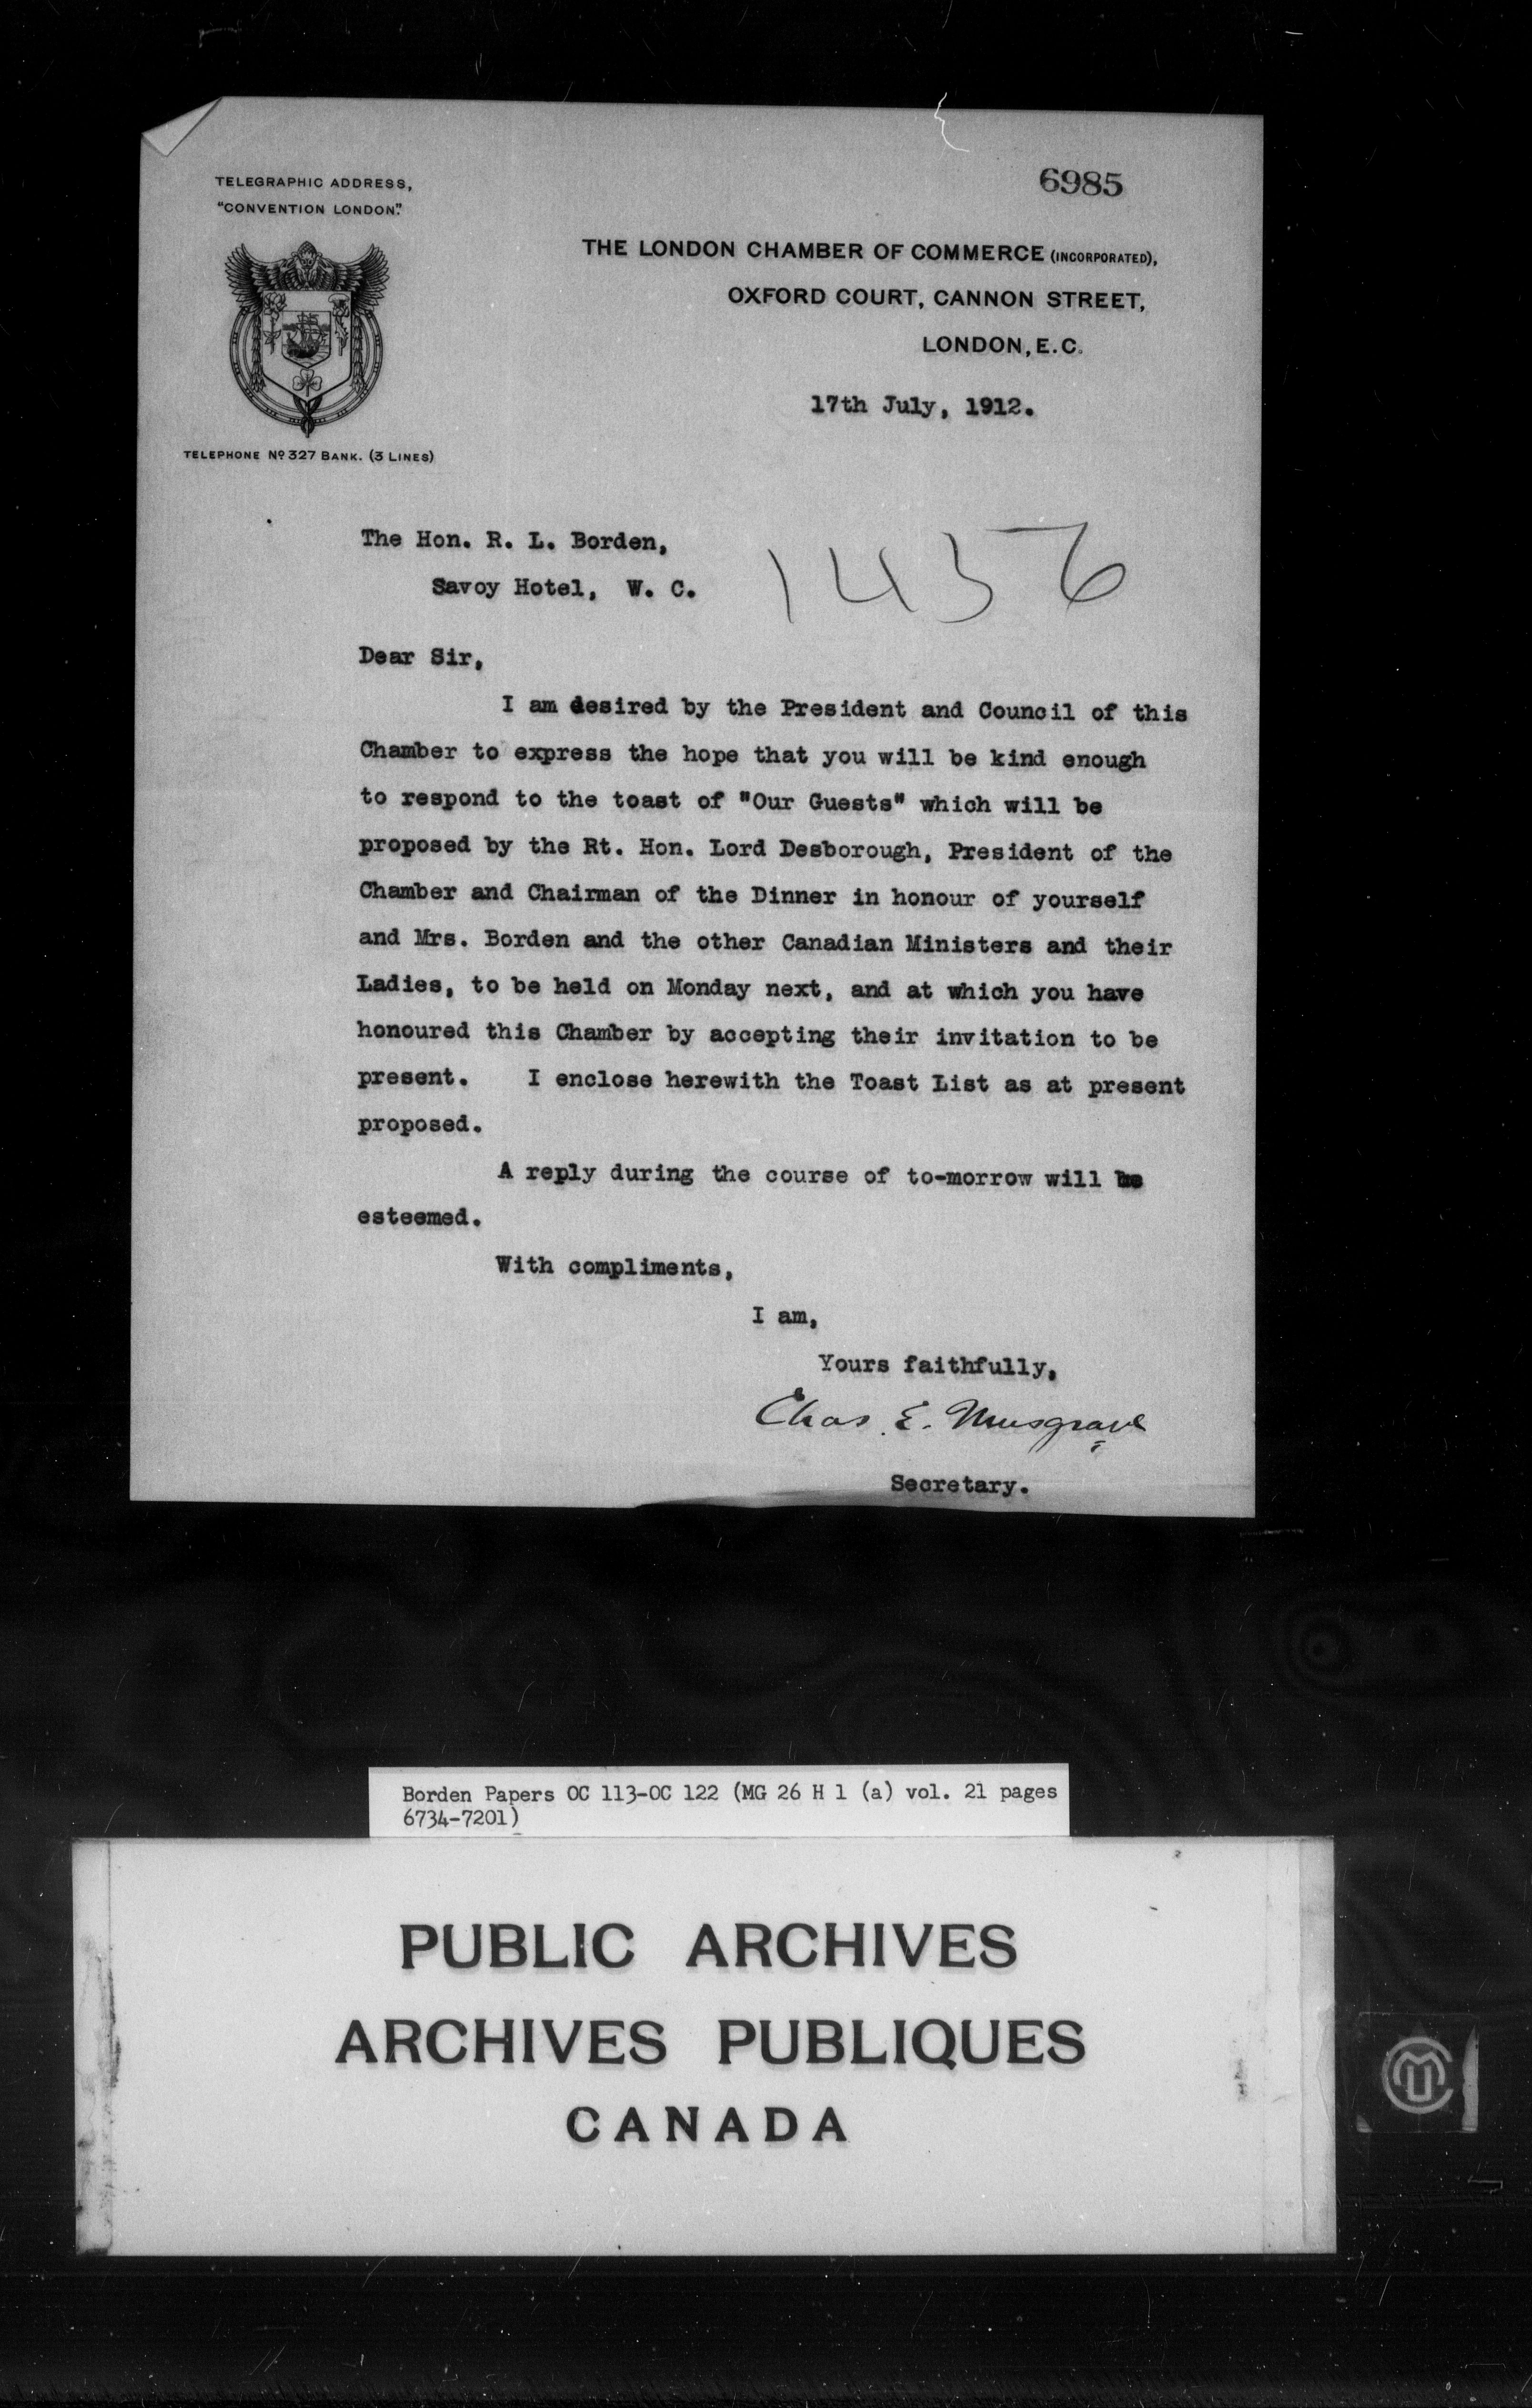 6985
TELEGRAPHIC ADDRESS,
"CONVENTION LONDON".
THE LONDON CHAMBER OF COMMERCE (INCORPORATED),
OXFORD COURT, CANNON STREET,
LONDON, E.C.
17th July, 1912.
TELEPHONE Nº 327 BANK. (3 LINES)
The Hon. R. L. Borden,
Savoy Hotel, W. C.
1436
Dear Sir,
I am desired by the President and Council of this
Chamber to express the hope that you will be kind enough
to respond to the toast of "Our Guests" which will be
proposed by the Rt. Hon. Lord Desborough, President of the
Chamber and Chairman of the Dinner in honour of yourself
and Mrs. Borden and the other Canadian Ministers and their
Ladies, to be held on Monday next, and at which you have
honoured this Chamber by accepting their invitation to be
present. I enclose herewith the Toast List as at present
proposed.
A reply during the course of to-morrow will be
esteemed.
With compliments,
I am,
Yours faithfully,
Chas. E. Musgrave
Secretary.
Borden Papers OC 113-OC 122 (MG 26 H 1 (a) vol. 21 pages
6734-7201)
PUBLIC ARCHIVES
ARCHIVES PUBLIQUES
CANADA